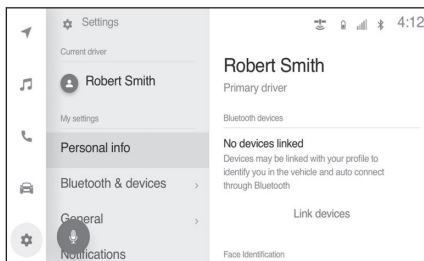 Settings
4:12
Current driver
Robert Smith
My settings
Personal info
Bluetooth & devices
General
Notifications
Robert Smith
Primary driver
Bluetooth devices
No devices linked
Devices may be linked with your profile to
identify you in the vehicle and auto connect
through Bluetooth
Link devices
Face Identification